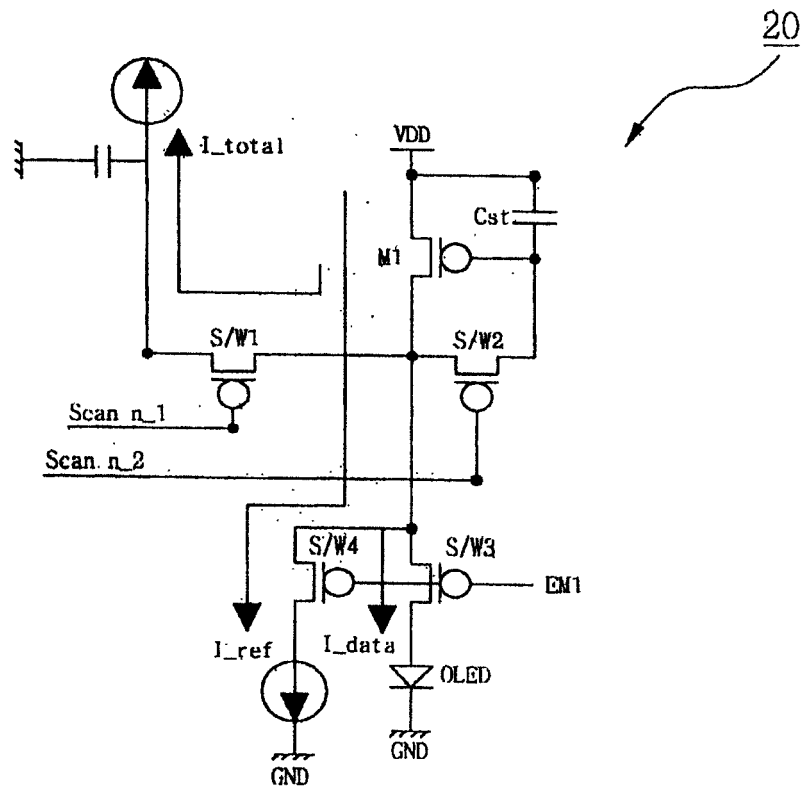 20
I_total
VDD
Cst
M1
S/W1
S/W2
Scan n_1
Scan. n_2
S/W4
S/W3
EM1
I_ref
I_data
OLED
GND
GND